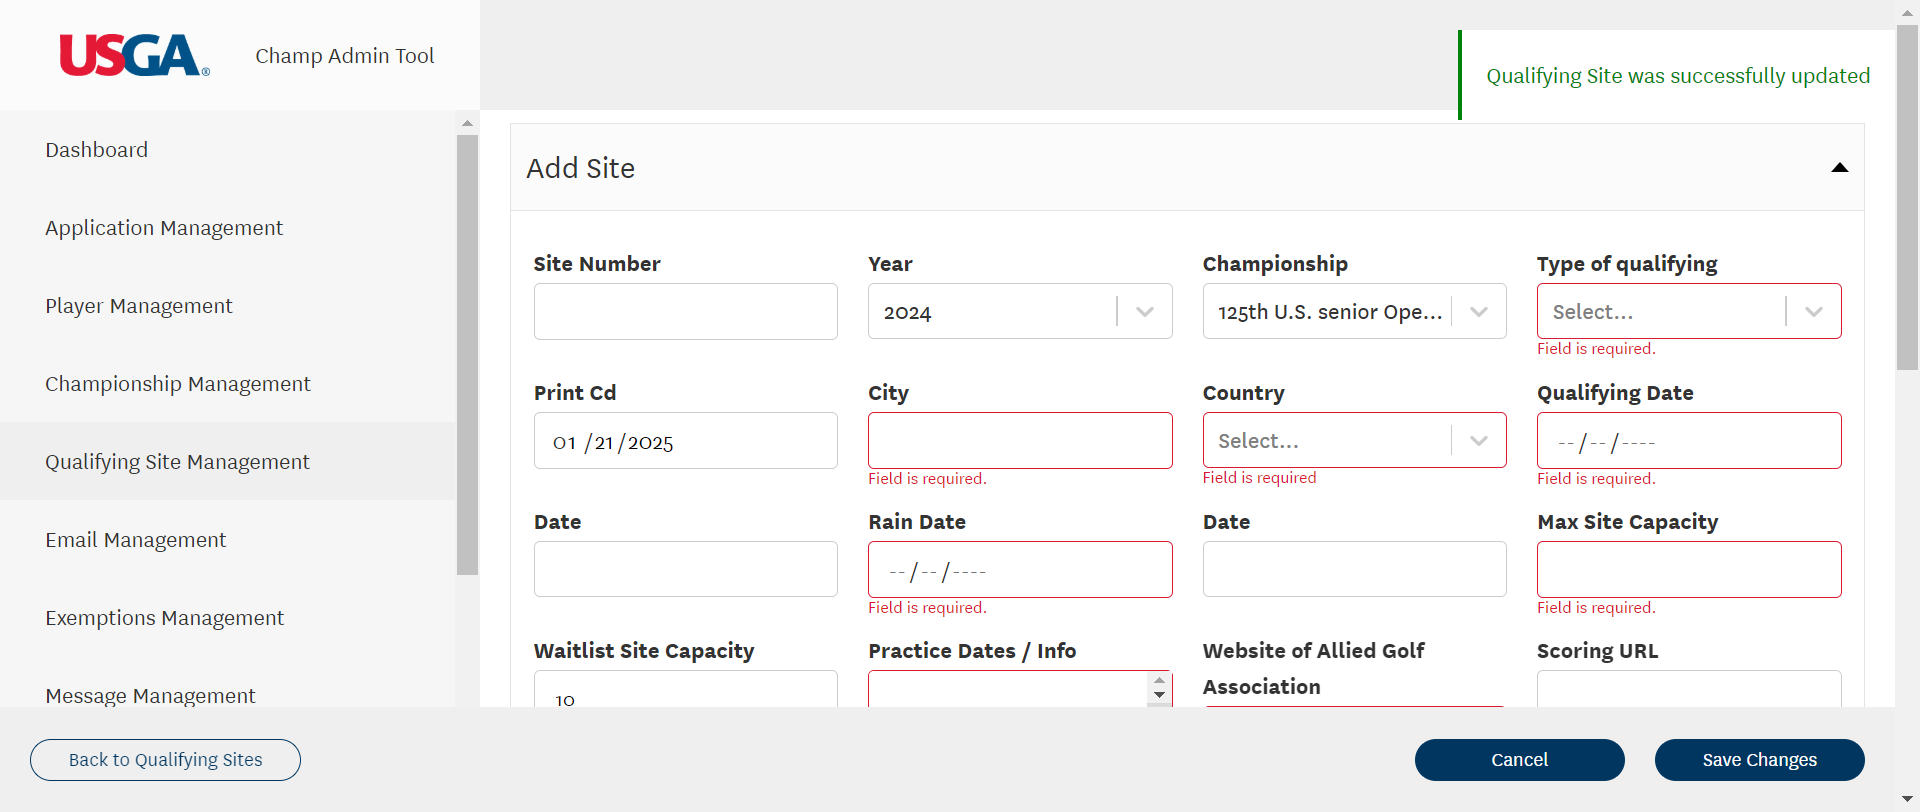 USGA®
Champ Admin Tool
Qualifying Site was successfully updated
Dashboard
Application Management
Player Management
Championship Management
Qualifying Site Management
Email Management
Exemptions Management
Message Management
Add Site
Site Number
Year
Championship
Type of qualifying
2024
125th U.S. senior Ope...
Select...
Field is required.
Print Cd
City
Country
Qualifying Date
01 /21 /2025
Select...
-- /-- /----
Field is required.
Field is required
Field is required.
Date
Rain Date
Date
Max Site Capacity
-- /-- /----
Field is required.
Field is required.
Waitlist Site Capacity
Practice Dates / Info
Website of Allied Golf
Association
Scoring URL
10
Back to Qualifying Sites
Cancel
Save Changes